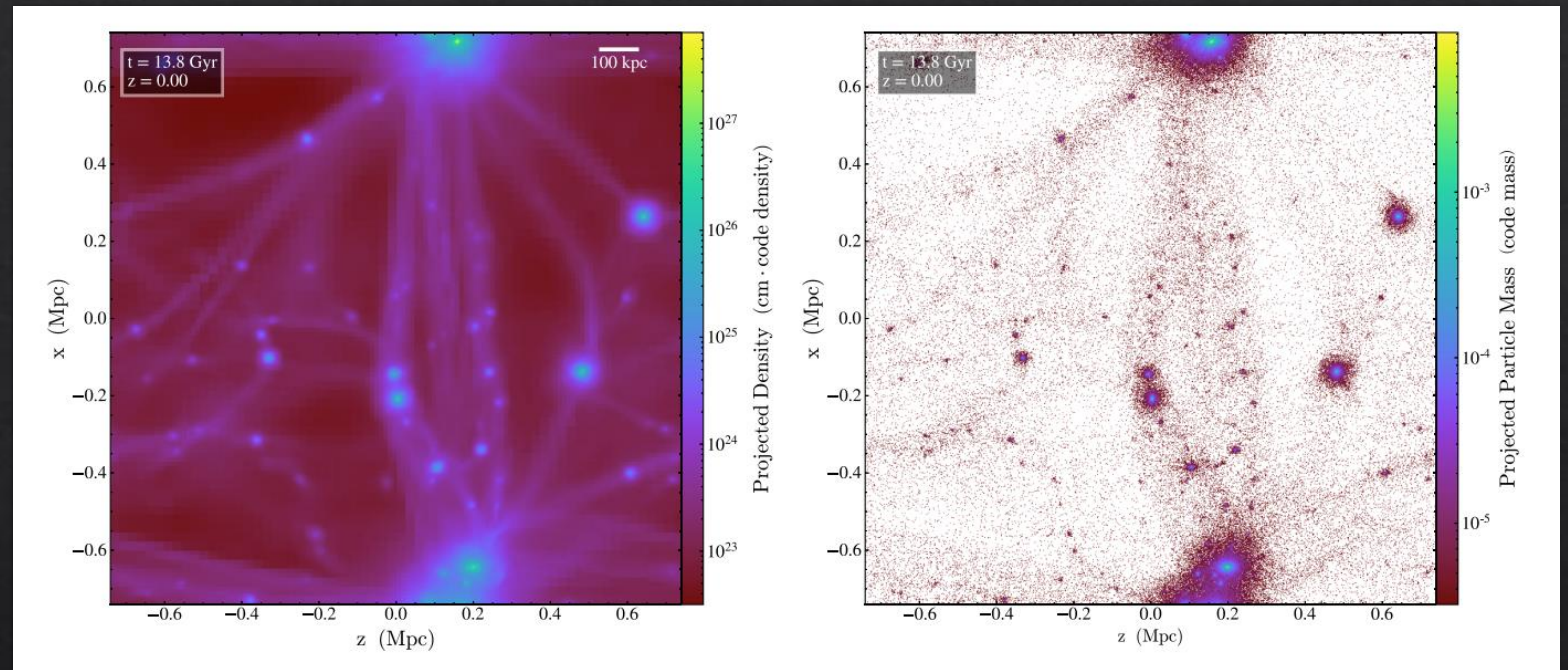 t = 13.8 Gyr
z = 0.00
100 kpc
0.6
0.4
0.2
0.0
−0.2
−0.4
−0.6
x (Mpc)
−0.6 −0.4 −0.2 0.0 0.2 0.4 0.6
z (Mpc)
10²⁷
10²⁶
10²⁵
10²⁴
10²³
Projected Density (cm · code density)
t = 13.8 Gyr
z = 0.00
0.6
0.4
0.2
0.0
−0.2
−0.4
−0.6
x (Mpc)
−0.6 −0.4 −0.2 0.0 0.2 0.4 0.6
z (Mpc)
10⁻³
10⁻⁴
10⁻⁵
Projected Particle Mass (code mass)